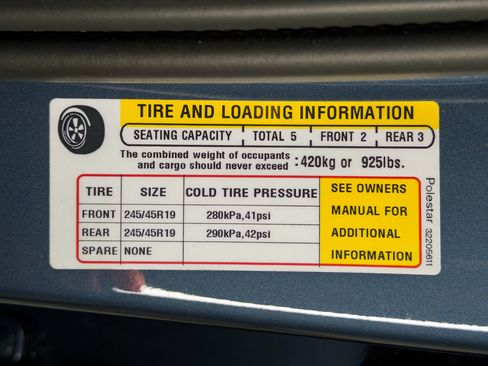 TIRE AND LOADING INFORMATION
SEATING CAPACITY TOTAL 5 FRONT 2 REAR 3
The combined weight of occupants
and cargo should never exceed :420kg or 925lbs.
TIRE SIZE COLD TIRE PRESSURE
FRONT 245/45R19 280kPa,41psi
REAR 245/45R19 290kPa,42psi
SPARE NONE
SEE OWNERS
MANUAL FOR
ADDITIONAL
INFORMATION
Polestar 32205611